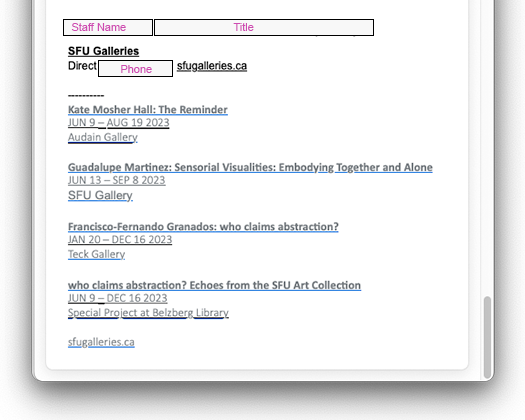 Staff Name Title
SFU Galleries
Direct Phone sfugalleries.ca
----------
Kate Mosher Hall: The Reminder
JUN 9 – AUG 19 2023
Audain Gallery
Guadalupe Martinez: Sensorial Visualities: Embodying Together and Alone
JUN 13 – SEP 8 2023
SFU Gallery
Francisco-Fernando Granados: who claims abstraction?
JAN 20 – DEC 16 2023
Teck Gallery
who claims abstraction? Echoes from the SFU Art Collection
JUN 9 – DEC 16 2023
Special Project at Belzberg Library
sfugalleries.ca